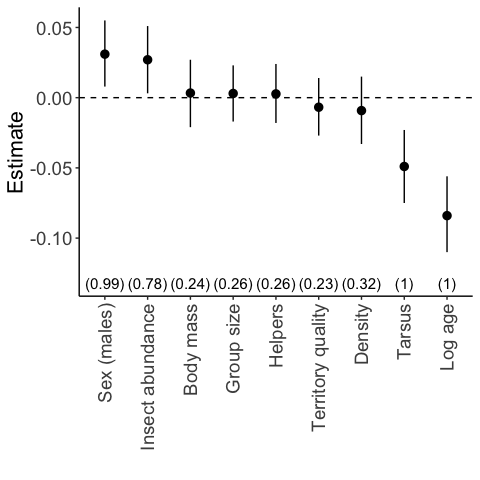 0.05
0.00
-0.05
-0.10
Estimate
(0.99) (0.78) (0.24) (0.26) (0.26) (0.23) (0.32) (1) (1)
Sex (males)
Insect abundance
Body mass
Group size
Helpers
Territory quality
Density
Tarsus
Log age